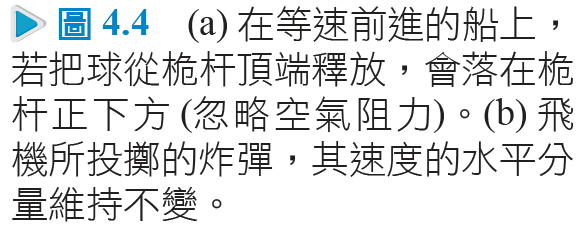 圖 4.4 (a) 在等速前進的船上，
若把球從桅杆頂端釋放，會落在桅
杆正下方 (忽略空氣阻力)。(b) 飛
機所投擲的炸彈，其速度的水平分
量維持不變。